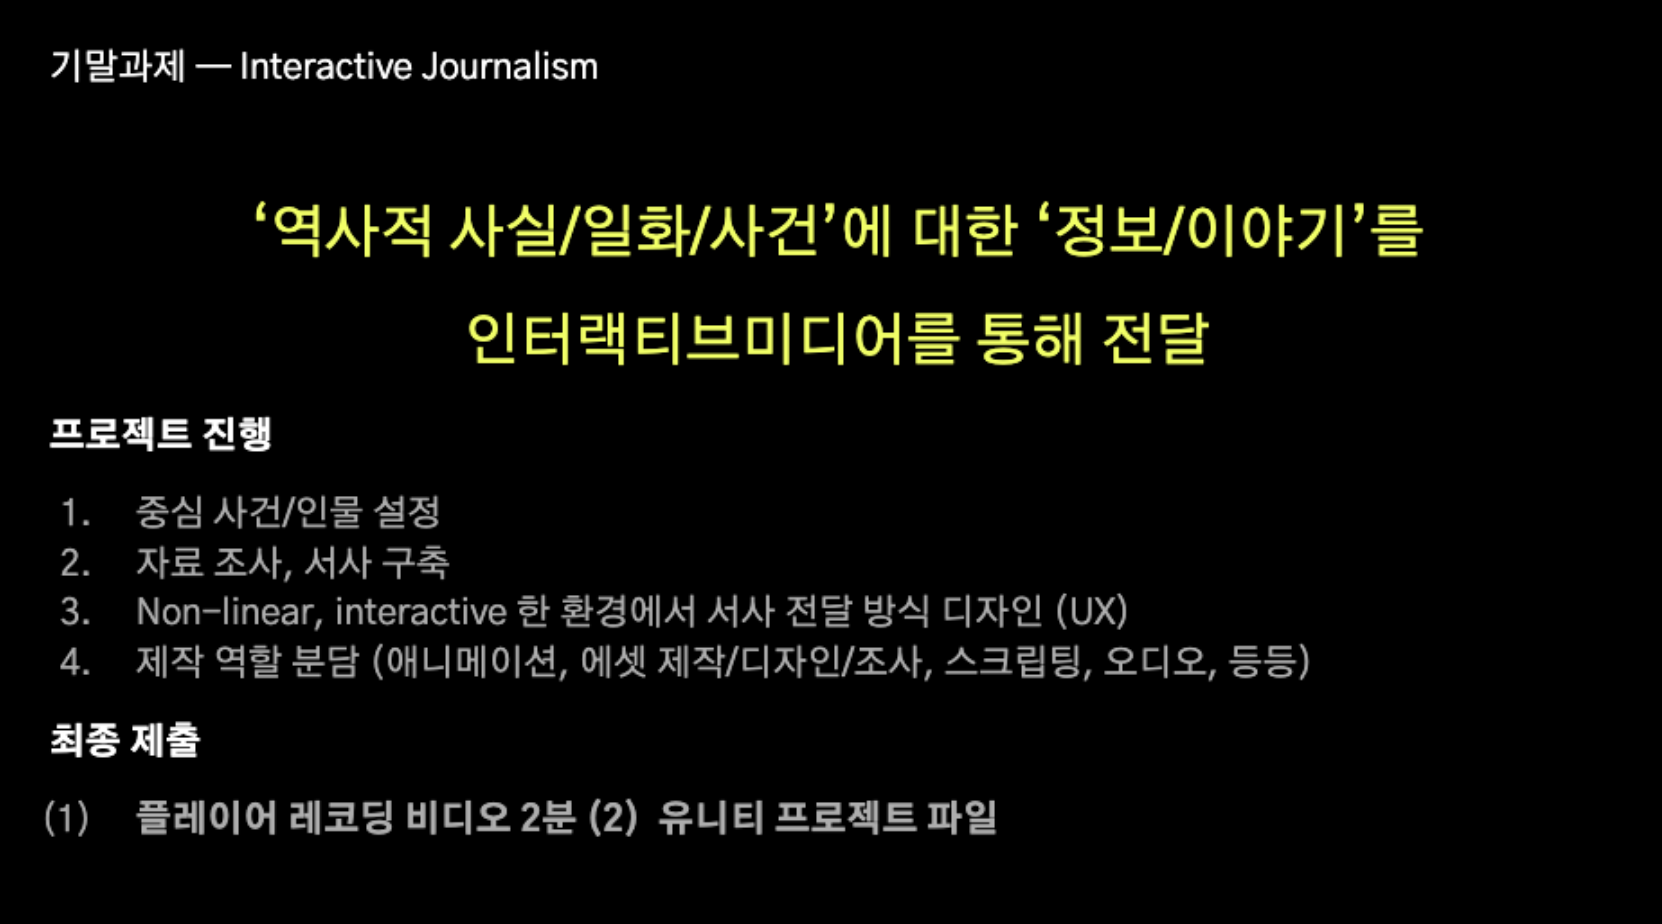 기말과제 — Interactive Journalism
‘역사적 사실/일화/사건’에 대한 ‘정보/이야기’를
인터랙티브미디어를 통해 전달
프로젝트 진행
1. 중심 사건/인물 설정
2. 자료 조사, 서사 구축
3. Non-linear, interactive 한 환경에서 서사 전달 방식 디자인 (UX)
4. 제작 역할 분담 (애니메이션, 에셋 제작/디자인/조사, 스크립팅, 오디오, 등등)
최종 제출
(1) 플레이어 레코딩 비디오 2분 (2) 유니티 프로젝트 파일